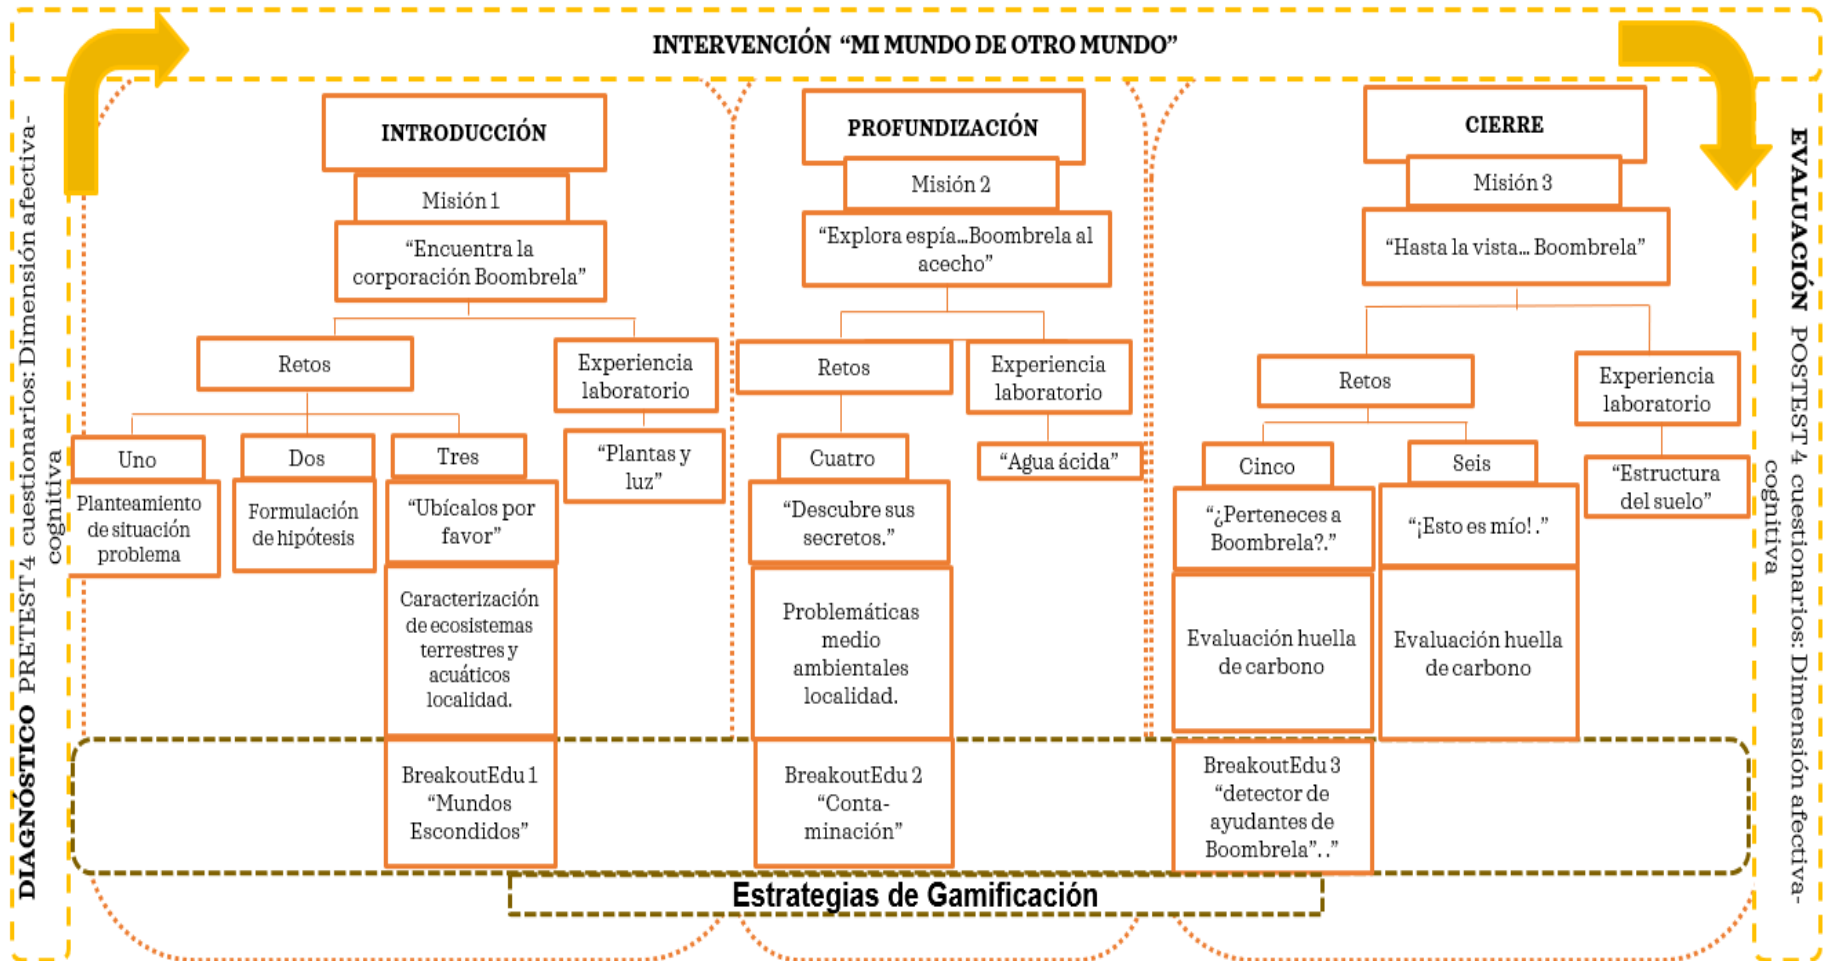 INTERVENCIÓN “MI MUNDO DE OTRO MUNDO”
DIAGNÓSTICO PRETEST 4 cuestionarios: Dimensión afectiva-
cognitiva
INTRODUCCIÓN
Misión 1
“Encuentra la
corporación Boombrela”
Retos
Experiencia
laboratorio
Uno
Planteamiento
de situación
problema
Dos
Formulación
de hipótesis
Tres
“Ubícalos por
favor”
Caracterización
de ecosistemas
terrestres y
acuáticos
localidad.
BreakoutEdu 1
“Mundos
Escondidos”
“Plantas y
luz”
PROFUNDIZACIÓN
Misión 2
“Explora espía...Boombrela al
acecho”
Retos
Experiencia
laboratorio
Cuatro
“Descubre sus
secretos.”
Problemáticas
medio
ambientales
localidad.
BreakoutEdu 2
“Conta-
minación”
“Agua ácida”
CIERRE
Misión 3
“Hasta la vista... Boombrela”
Retos
Experiencia
laboratorio
Cinco
“¿Perteneces a
Boombrela?.”
Evaluación huella
de carbono
BreakoutEdu 3
“detector de
ayudantes de
Boombrela”. .”
Seis
“¡Esto es mío!.”
Evaluación huella
de carbono
“Estructura
del suelo”
EVALUACIÓN POSTEST 4 cuestionarios: Dimensión afectiva-
cognitiva
Estrategias de Gamificación